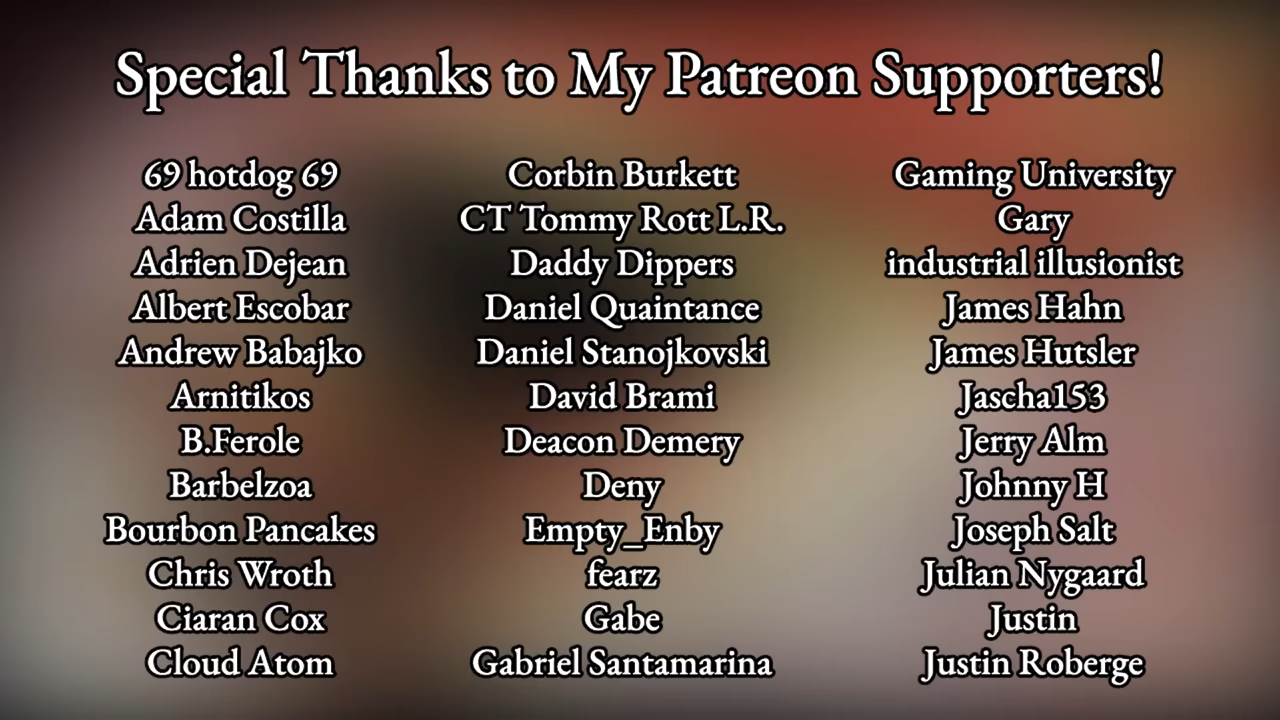 Special Thanks to My Patreon Supporters!
69 hotdog 69
Adam Costilla
Adrien Dejean
Albert Escobar
Andrew Babajko
Arnitikos
B.Ferole
Barbelzoa
Bourbon Pancakes
Chris Wroth
Ciaran Cox
Cloud Atom
Corbin Burkett
CT Tommy Rott L.R.
Daddy Dippers
Daniel Quaintance
Daniel Stanojkovski
David Brami
Deacon Demery
Deny
Empty_Enby
fearz
Gabe
Gabriel Santamarina
Gaming University
Gary
industrial illusionist
James Hahn
James Hutsler
Jascha153
Jerry Alm
Johnny H
Joseph Salt
Julian Nygaard
Justin
Justin Roberge